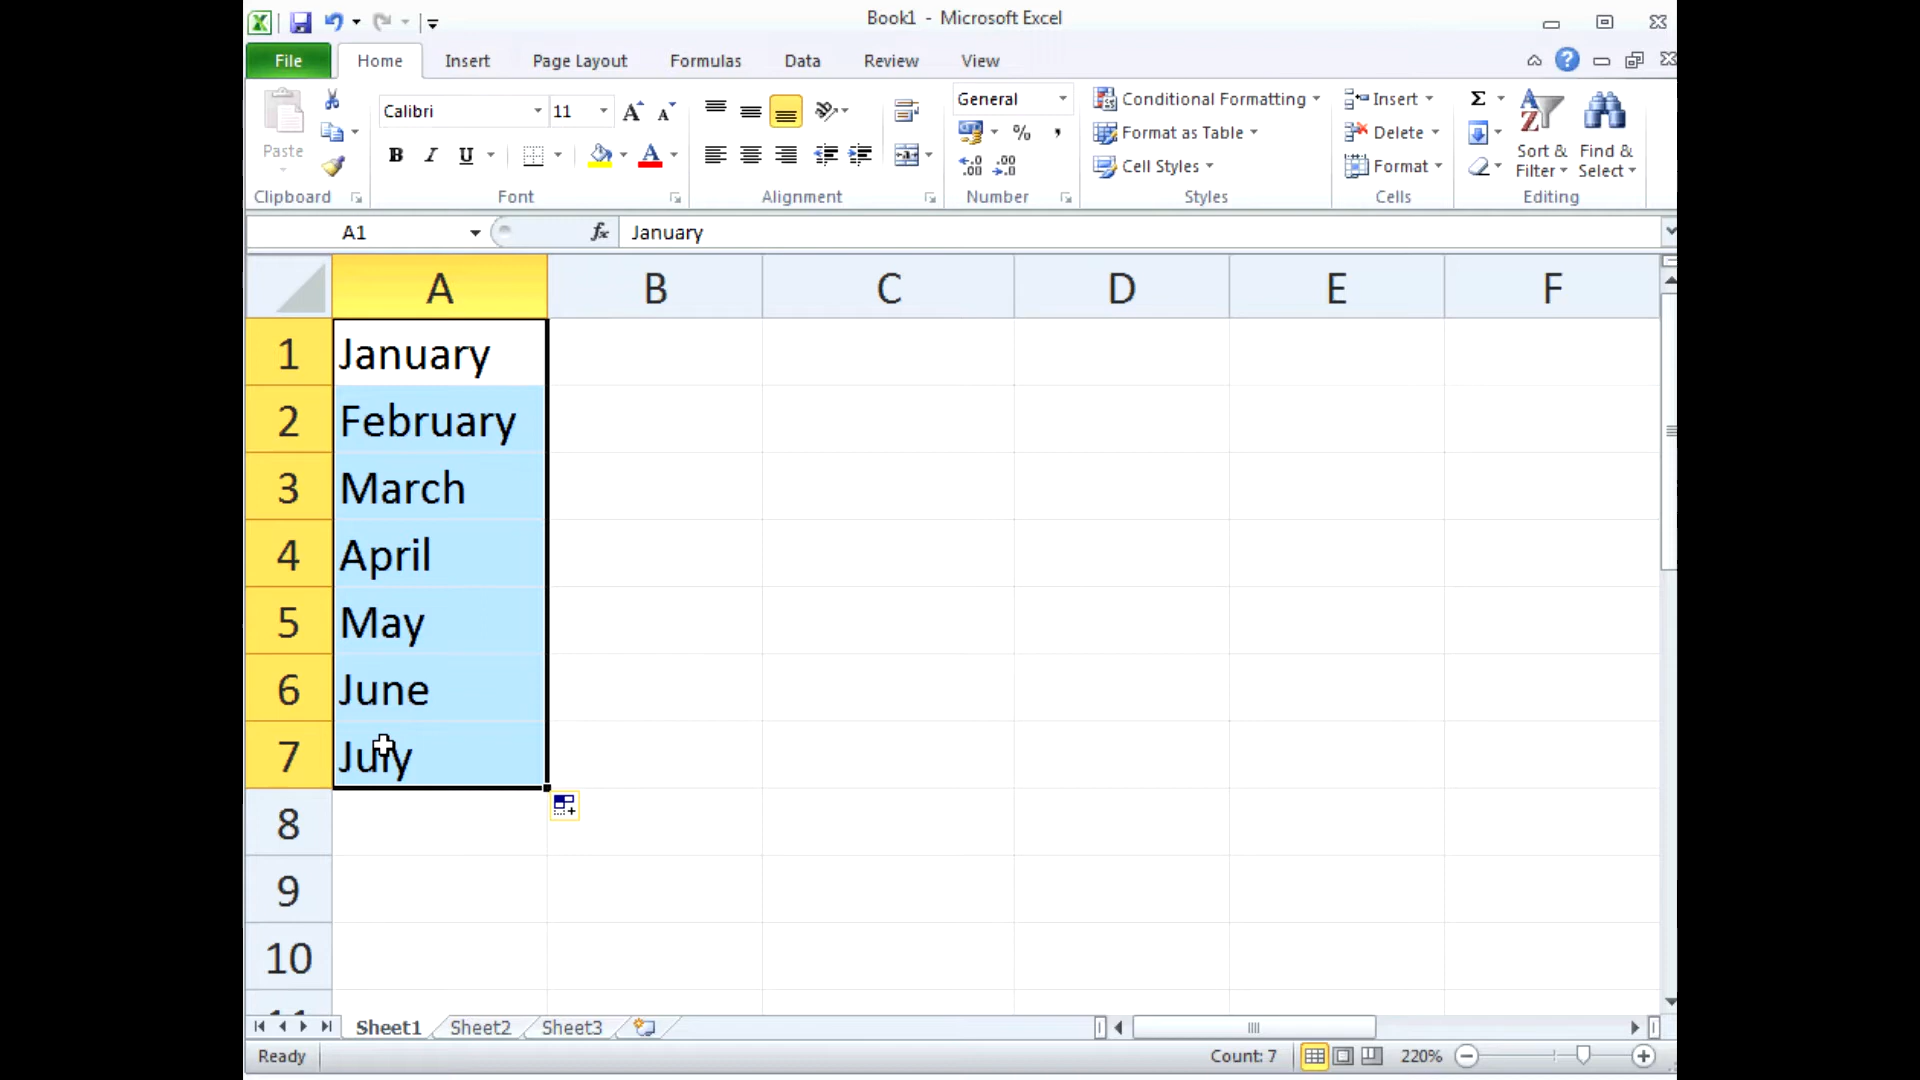 Book1 - Microsoft Excel
File Home Insert Page Layout Formulas Data Review View
Paste
Clipboard
Calibri 11
B I U A
Font
Alignment
General
% ,
Number
Conditional Formatting
Format as Table
Cell Styles
Styles
Insert
Delete
Format
Cells
Σ
Sort & Filter
Find & Select
Editing
A1 fx January
A B C D E F
1 January
2 February
3 March
4 April
5 May
6 June
7 July
8
9
10
Sheet1 Sheet2 Sheet3
Ready Count: 7 220%